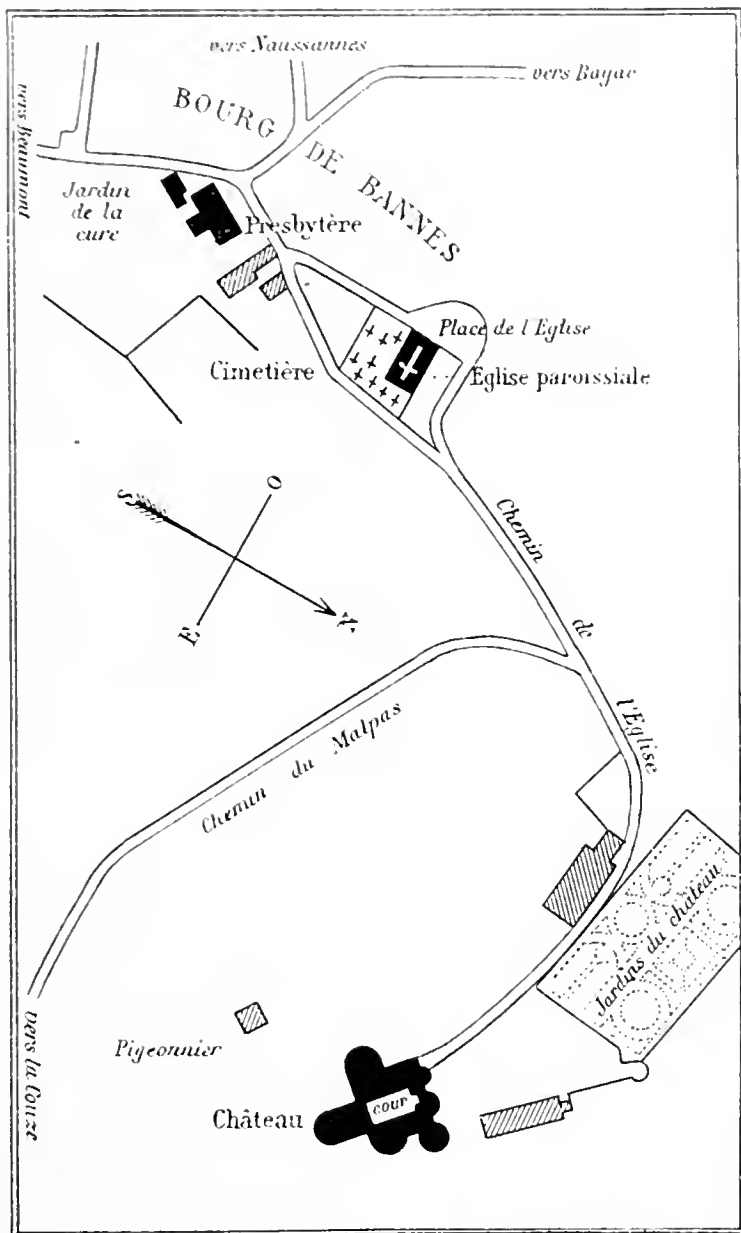 vers Naussannes
vers Bayac
BOURG
DE BANNES
vers Beaumont
Jardin
de la
cure
Presbytère
Place de l'Eglise
Cimetière
Eglise paroissiale
S
O
E
N
Chemin
de
l'Eglise
Chemin du Malpas
Jardins du château
vers la Couze
Pigeonnier
Château
COUR